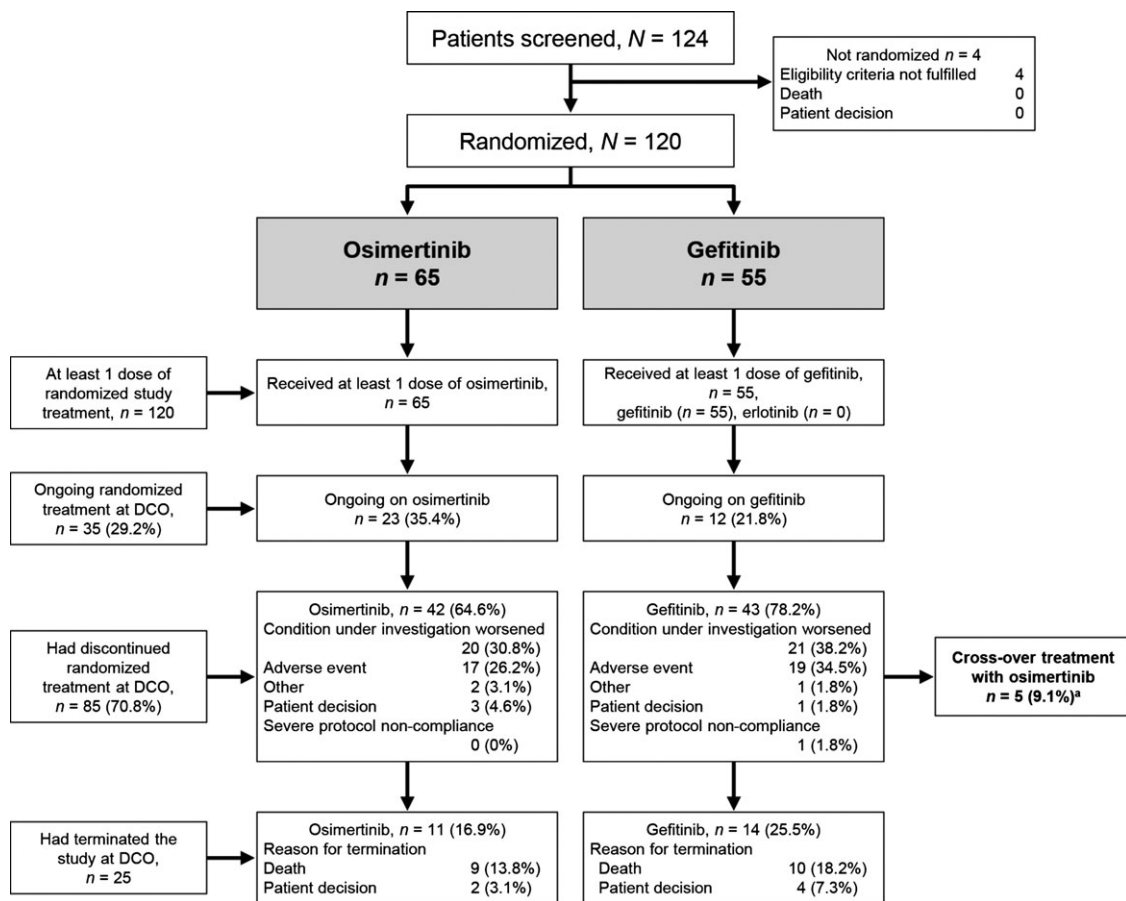 Patients screened, N = 124
Not randomized n = 4
Eligibility criteria not fulfilled 4
Death 0
Patient decision 0
Randomized, N = 120
Osimertinib
n = 65
Gefitinib
n = 55
At least 1 dose of
randomized study
treatment, n = 120
Received at least 1 dose of osimertinib,
n = 65
Received at least 1 dose of gefitinib,
n = 55,
gefitinib (n = 55), erlotinib (n = 0)
Ongoing randomized
treatment at DCO,
n = 35 (29.2%)
Ongoing on osimertinib
n = 23 (35.4%)
Ongoing on gefitinib
n = 12 (21.8%)
Had discontinued
randomized
treatment at DCO,
n = 85 (70.8%)
Osimertinib, n = 42 (64.6%)
Condition under investigation worsened
20 (30.8%)
Adverse event 17 (26.2%)
Other 2 (3.1%)
Patient decision 3 (4.6%)
Severe protocol non-compliance
0 (0%)
Gefitinib, n = 43 (78.2%)
Condition under investigation worsened
21 (38.2%)
Adverse event 19 (34.5%)
Other 1 (1.8%)
Patient decision 1 (1.8%)
Severe protocol non-compliance
1 (1.8%)
Cross-over treatment
with osimertinib
n = 5 (9.1%)ᵃ
Had terminated the
study at DCO,
n = 25
Osimertinib, n = 11 (16.9%)
Reason for termination
Death 9 (13.8%)
Patient decision 2 (3.1%)
Gefitinib, n = 14 (25.5%)
Reason for termination
Death 10 (18.2%)
Patient decision 4 (7.3%)